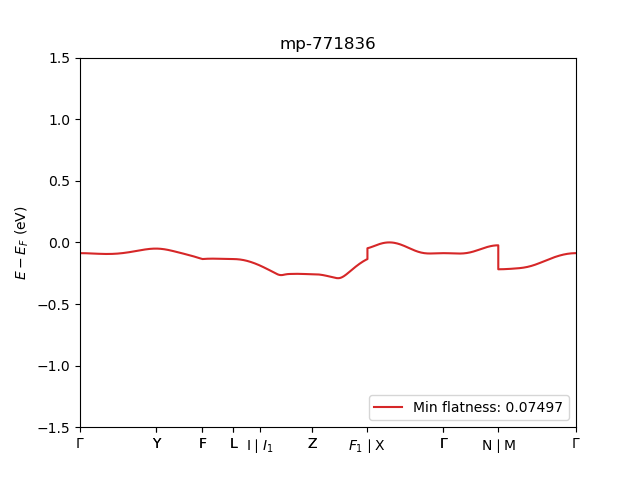 mp-771836
E − E_F (eV)
1.5
1.0
0.5
0.0
−0.5
−1.0
−1.5
Min flatness: 0.07497
Γ Y F L I | I₁ Z F₁ | X Γ N | M Γ